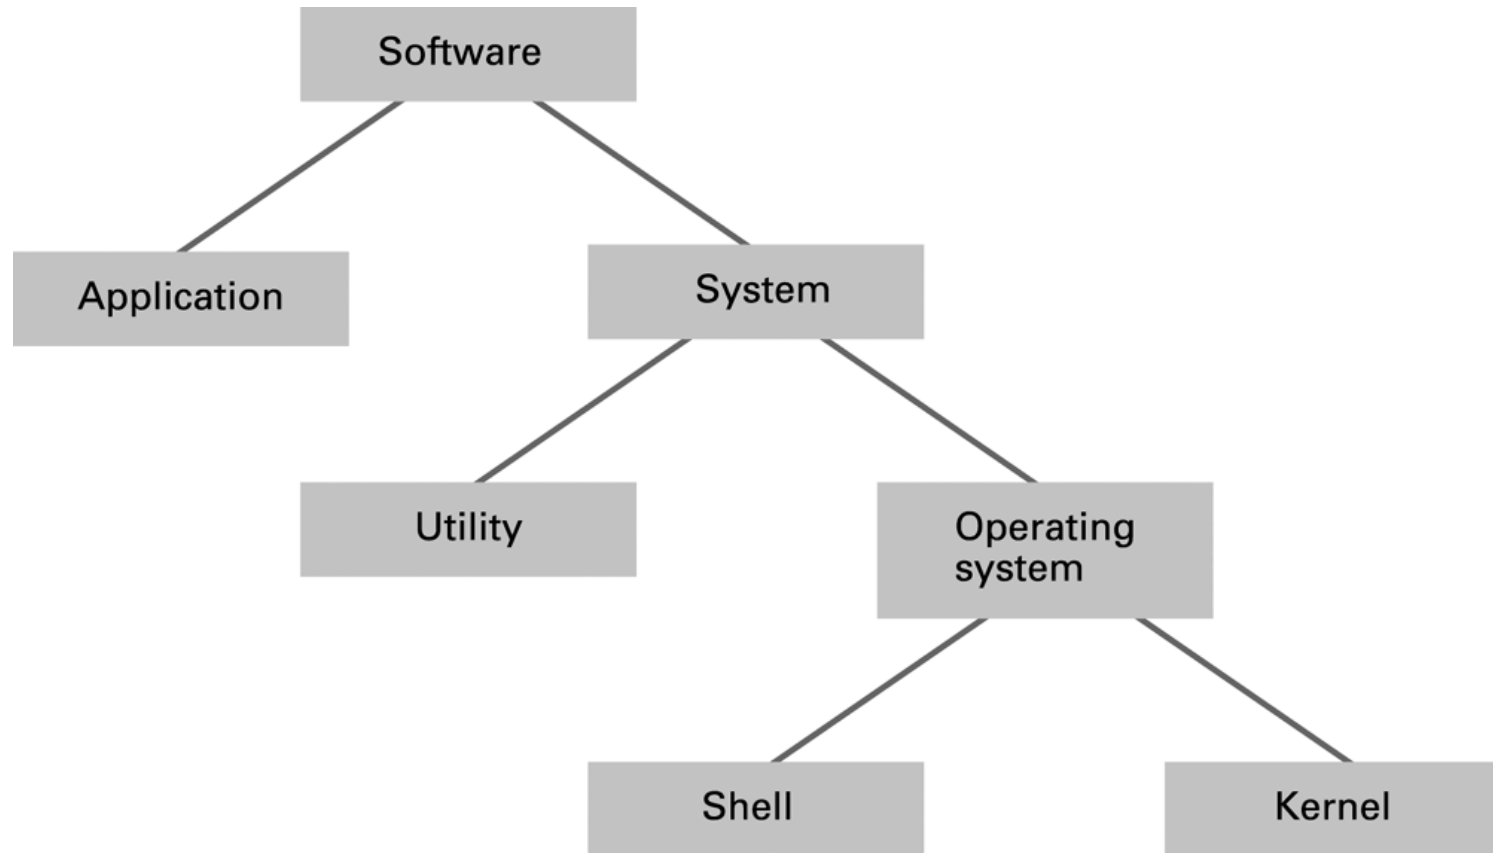 Software
Application
System
Utility
Operating
system
Shell
Kernel